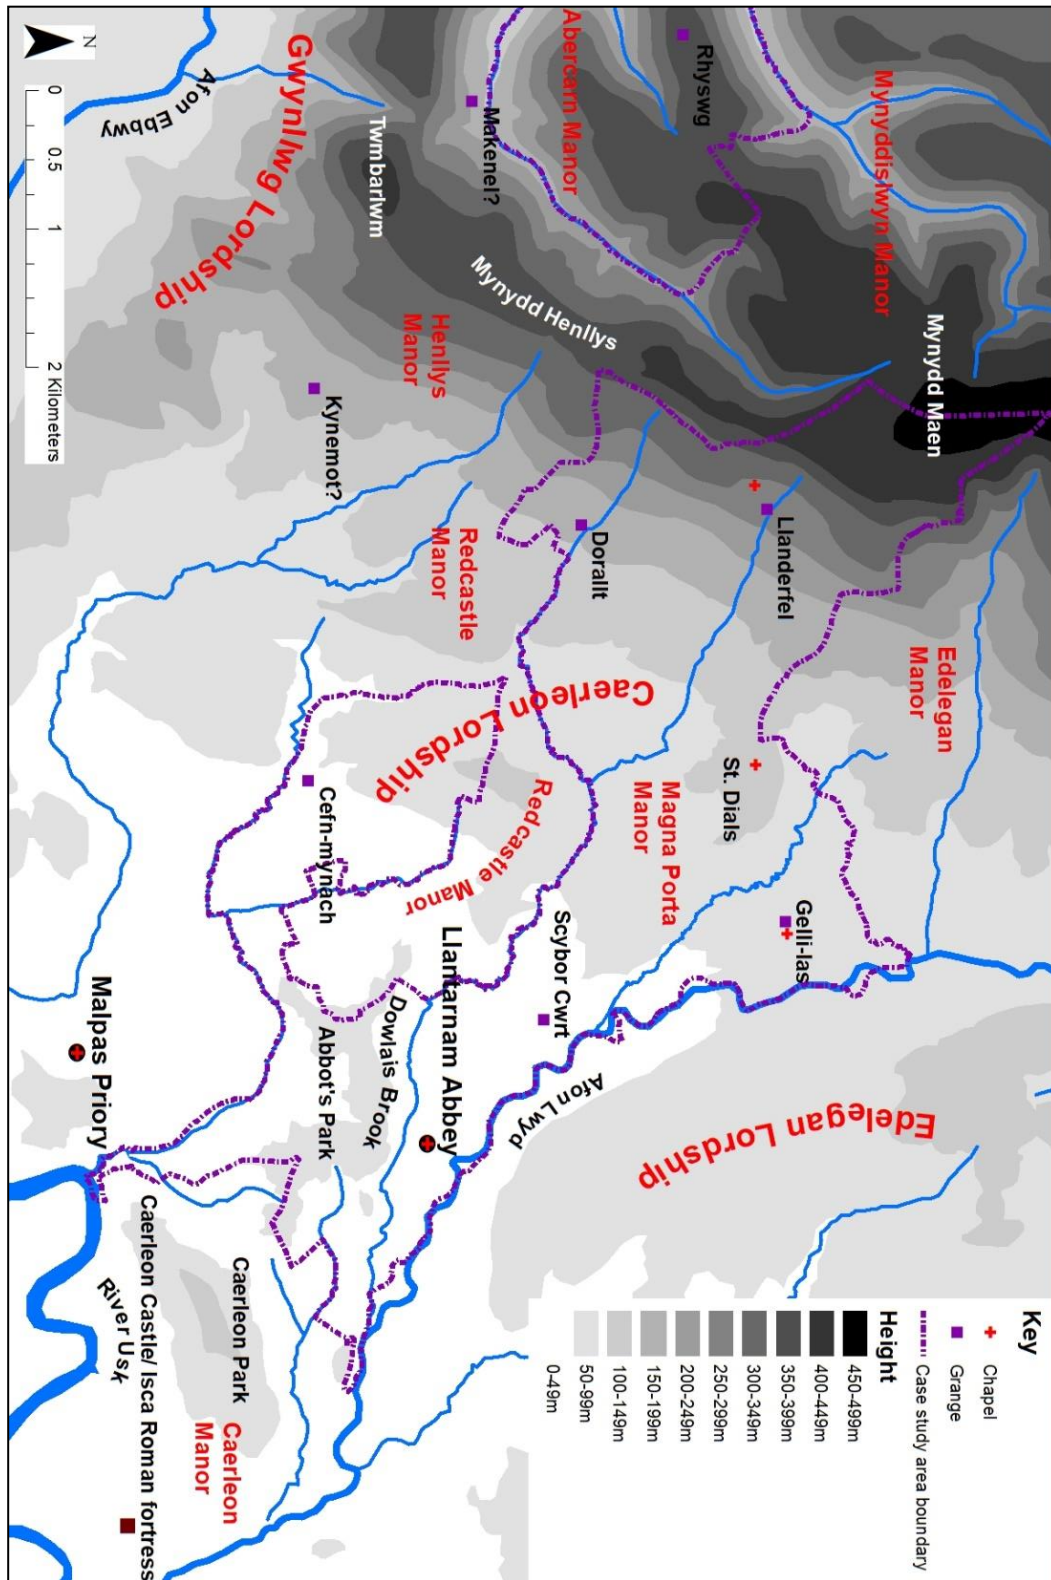 Mynyddislwyn Manor
Mynydd Maen
Rhyswg
Abercarn Manor
Makenel?
Twmbarlwm
Mynydd Henllys
Gwynllwg Lordship
Afon Ebbwy
Henllys
Manor
Kynemot?
Redcastle
Manor
Dorallt
Llanderfel
Edelegan
Manor
St. Dials
Magna Porta
Manor
Caerleon Lordship
Redcastle Manor
Cefn-mynach
Gelli-las
Scybor Cwrt
Llantarnam Abbey
Dowlais Brook
Abbot's Park
Malpas Priory
Afon Lwyd
Edelegan Lordship
Caerleon Park
Caerleon
Manor
Caerleon Castle/ Isca Roman fortress
River Usk
Key
Chapel
Grange
Case study area boundary
Height
450-499m
400-449m
350-399m
300-349m
250-299m
200-249m
150-199m
100-149m
50-99m
0-49m
N
0 0.5 1 2 Kilometers